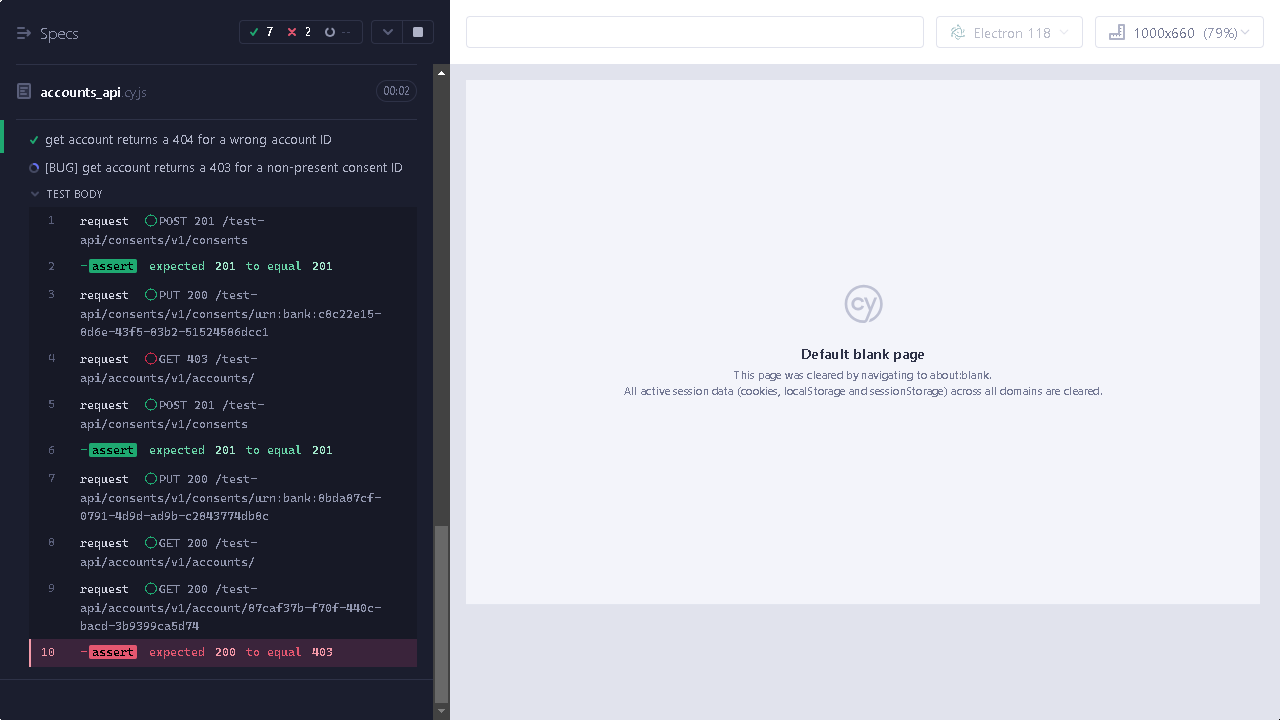 Specs
7
2
--
Electron 118
1000x660 (79%)
accounts_api.cy.js
00:02
get account returns a 404 for a wrong account ID
[BUG] get account returns a 403 for a non-present consent ID
TEST BODY
1 request POST 201 /test-
api/consents/v1/consents
2 -assert expected 201 to equal 201
3 request PUT 200 /test-
api/consents/v1/consents/urn:bank:c0c22e15-
0d6e-43f5-03b2-51524506dcc1
4 request GET 403 /test-
api/accounts/v1/accounts/
5 request POST 201 /test-
api/consents/v1/consents
6 -assert expected 201 to equal 201
7 request PUT 200 /test-
api/consents/v1/consents/urn:bank:0bda07cf-
0791-4d9d-ad9b-c2043774db0c
8 request GET 200 /test-
api/accounts/v1/accounts/
9 request GET 200 /test-
api/accounts/v1/account/07caf37b-f70f-440c-
bacd-3b9399ca5d74
10 -assert expected 200 to equal 403
cy
Default blank page
This page was cleared by navigating to about:blank.
All active session data (cookies, localStorage and sessionStorage) across all domains are cleared.